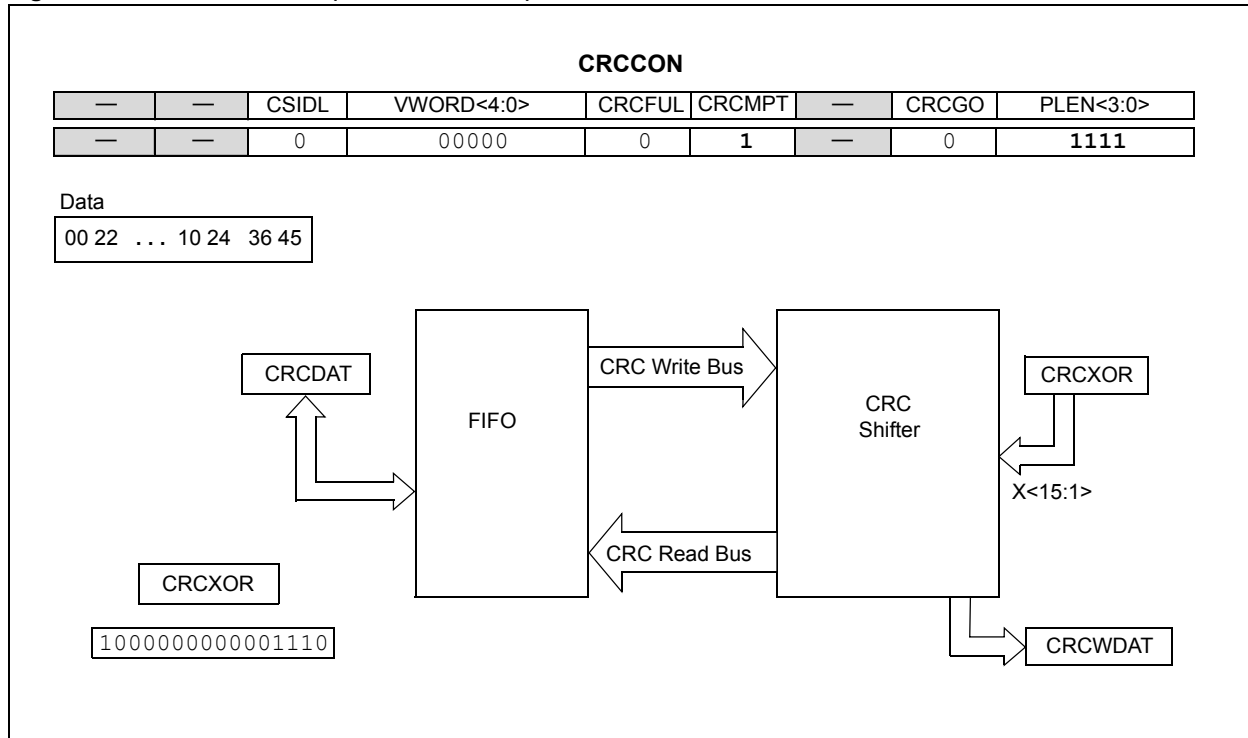 CRCCON
— — CSIDL VWORD<4:0> CRCFUL CRCMPT — CRCGO PLEN<3:0>
— — 0 00000 0 1 — 0 1111
Data
00 22 ... 10 24 36 45
CRCDAT
FIFO
CRC Write Bus
CRC
Shifter
CRCXOR
X<15:1>
CRC Read Bus
CRCXOR
1000000000001110
CRCWDAT